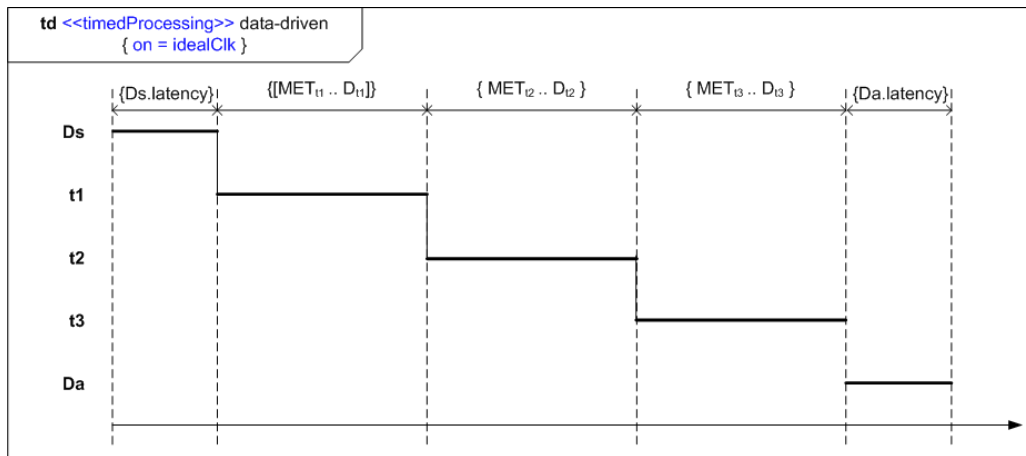 td <<timedProcessing>> data-driven
{ on = idealClk }
{Ds.latency} {[METt1 .. Dt1]} { METt2 .. Dt2 } { METt3 .. Dt3 } {Da.latency}
Ds
t1
t2
t3
Da